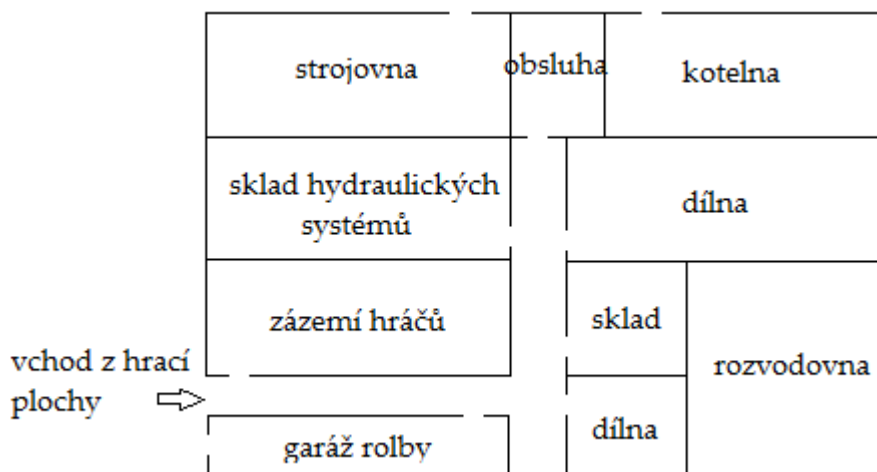 strojovna
obsluha
kotelna
sklad hydraulických
systémů
dílna
zázemí hráčů
sklad
rozvodovna
vchod z hrací
plochy
garáž rolby
dílna